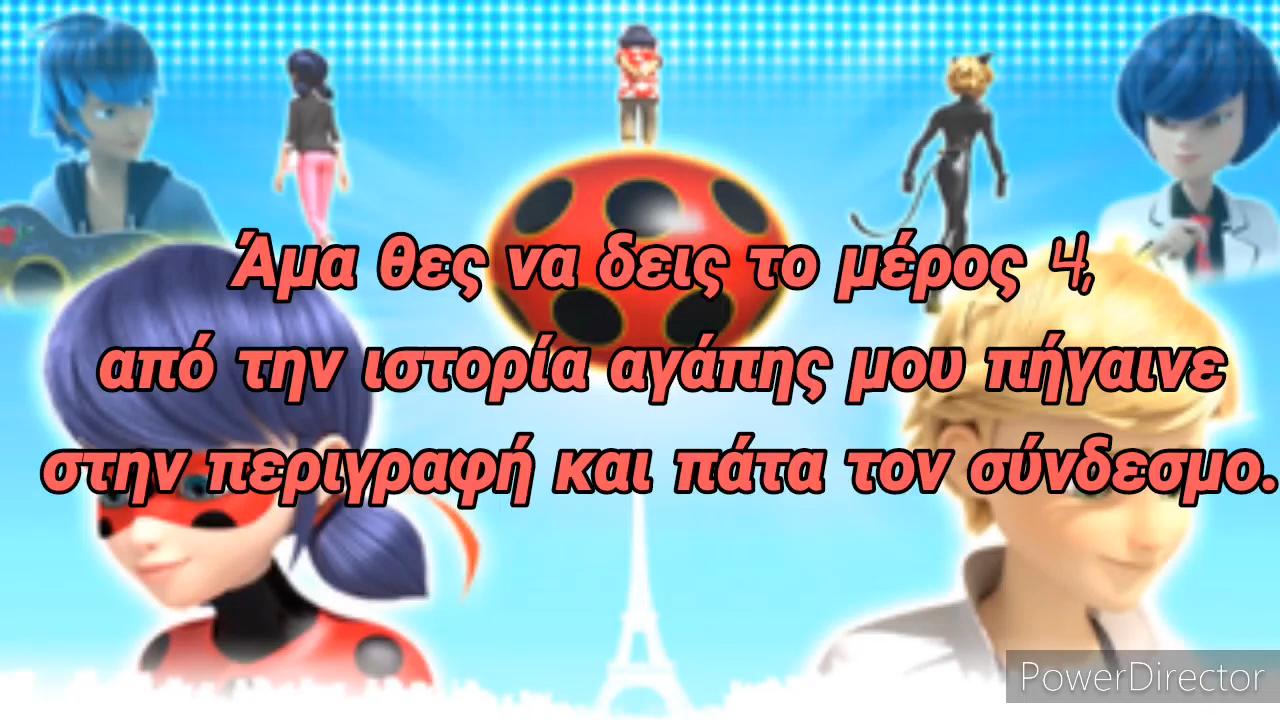 Άμα θες να δεις το μέρος 4,
από την ιστορία αγάπης μου πήγαινε
στην περιγραφή και πάτα τον σύνδεσμο.
PowerDirector